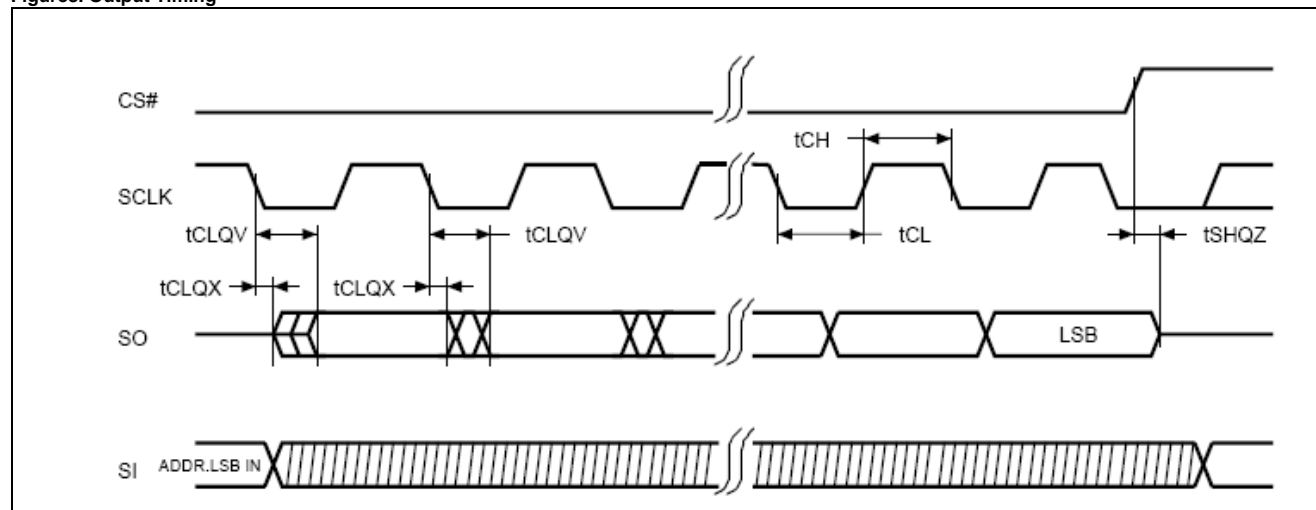 Figure3. Output Timing
CS#
tCH
SCLK
tCLQV
tCLQV
tCL
tSHQZ
tCLQX
tCLQX
SO
LSB
SI
ADDR.LSB IN